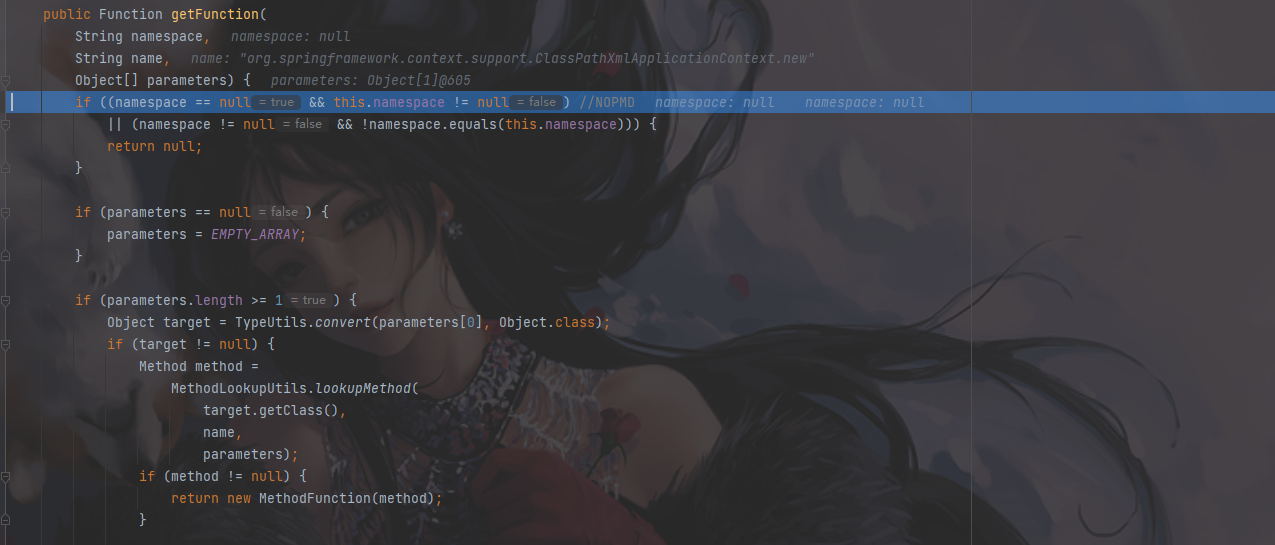 public Function getFunction(
String namespace,   namespace: null
String name,   name: "org.springframework.context.support.ClassPathXmlApplicationContext.new"
Object[] parameters) {   parameters: Object[1]@605
if ((namespace == null = true && this.namespace != null = false ) //NOPMD   namespace: null   namespace: null
|| (namespace != null = false && !namespace.equals(this.namespace))) {
return null;
}
if (parameters == null = false ) {
parameters = EMPTY_ARRAY;
}
if (parameters.length >= 1 = true ) {
Object target = TypeUtils.convert(parameters[0], Object.class);
if (target != null) {
Method method =
MethodLookupUtils.lookupMethod(
target.getClass(),
name,
parameters);
if (method != null) {
return new MethodFunction(method);
}